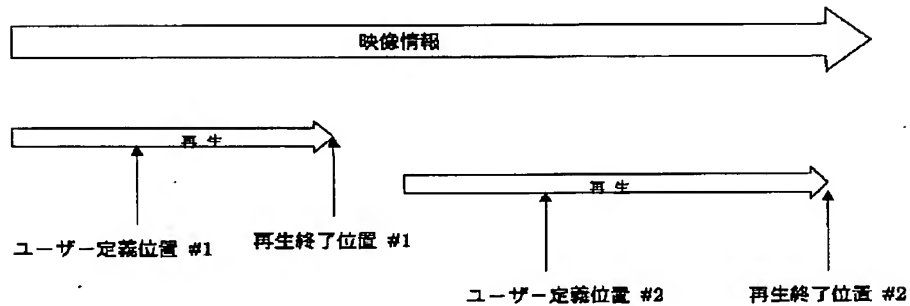 映像情報
再 生
再 生
ユーザー定義位置 #1
再生終了位置 #1
ユーザー定義位置 #2
再生終了位置 #2